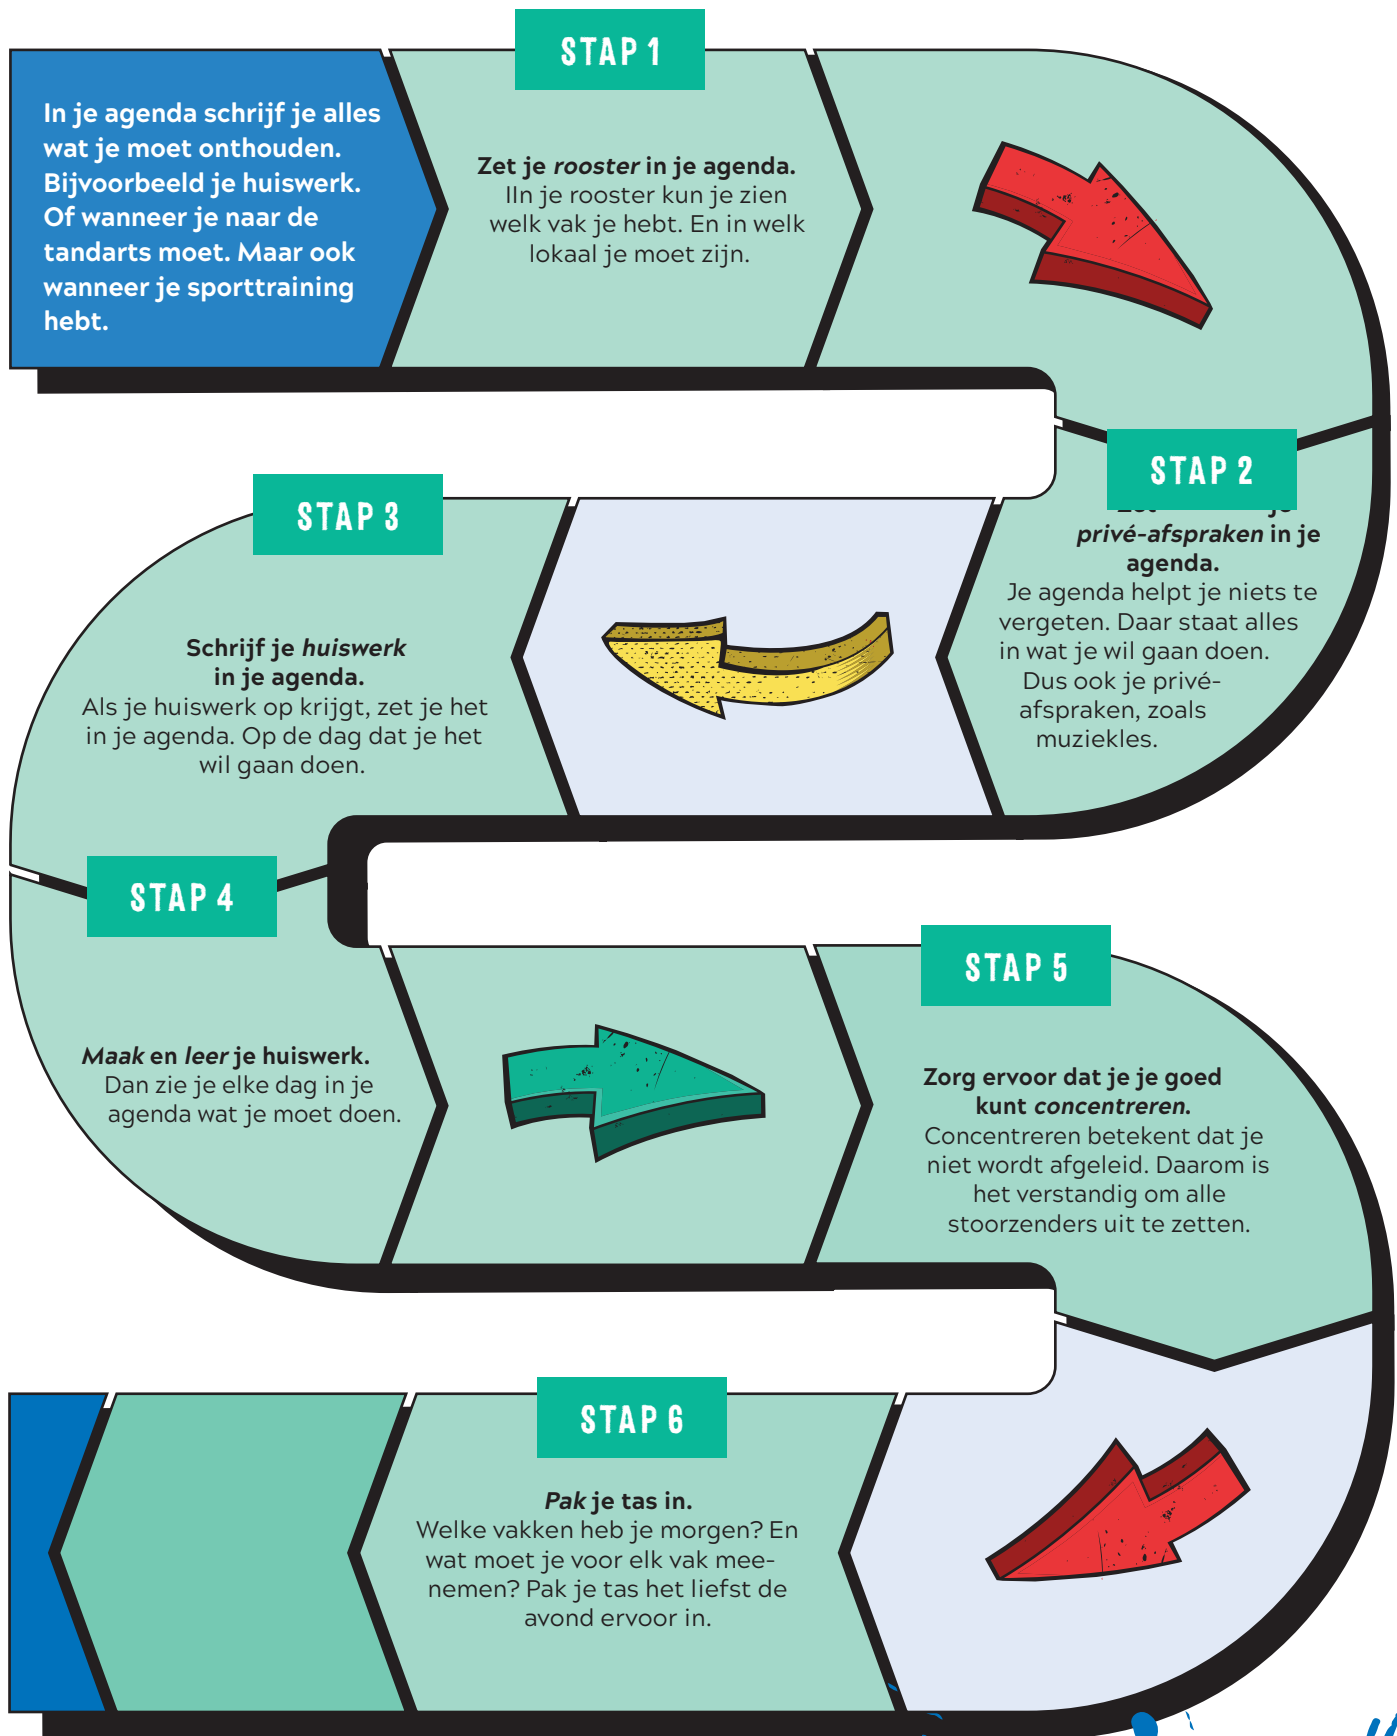 In je agenda schrijf je alles
wat je moet onthouden.
Bijvoorbeeld je huiswerk.
Of wanneer je naar de
tandarts moet. Maar ook
wanneer je sporttraining
hebt.
STAP 1
Zet je rooster in je agenda.
IIn je rooster kun je zien
welk vak je hebt. En in welk
lokaal je moet zijn.
STAP 2
privé-afspraken in je
agenda.
Je agenda helpt je niets te
vergeten. Daar staat alles
in wat je wil gaan doen.
Dus ook je privé-
afspraken, zoals
muziekles.
STAP 3
Schrijf je huiswerk
in je agenda.
Als je huiswerk op krijgt, zet je het
in je agenda. Op de dag dat je het
wil gaan doen.
STAP 4
Maak en leer je huiswerk.
Dan zie je elke dag in je
agenda wat je moet doen.
STAP 5
Zorg ervoor dat je je goed
kunt concentreren.
Concentreren betekent dat je
niet wordt afgeleid. Daarom is
het verstandig om alle
stoorzenders uit te zetten.
STAP 6
Pak je tas in.
Welke vakken heb je morgen? En
wat moet je voor elk vak mee-
nemen? Pak je tas het liefst de
avond ervoor in.